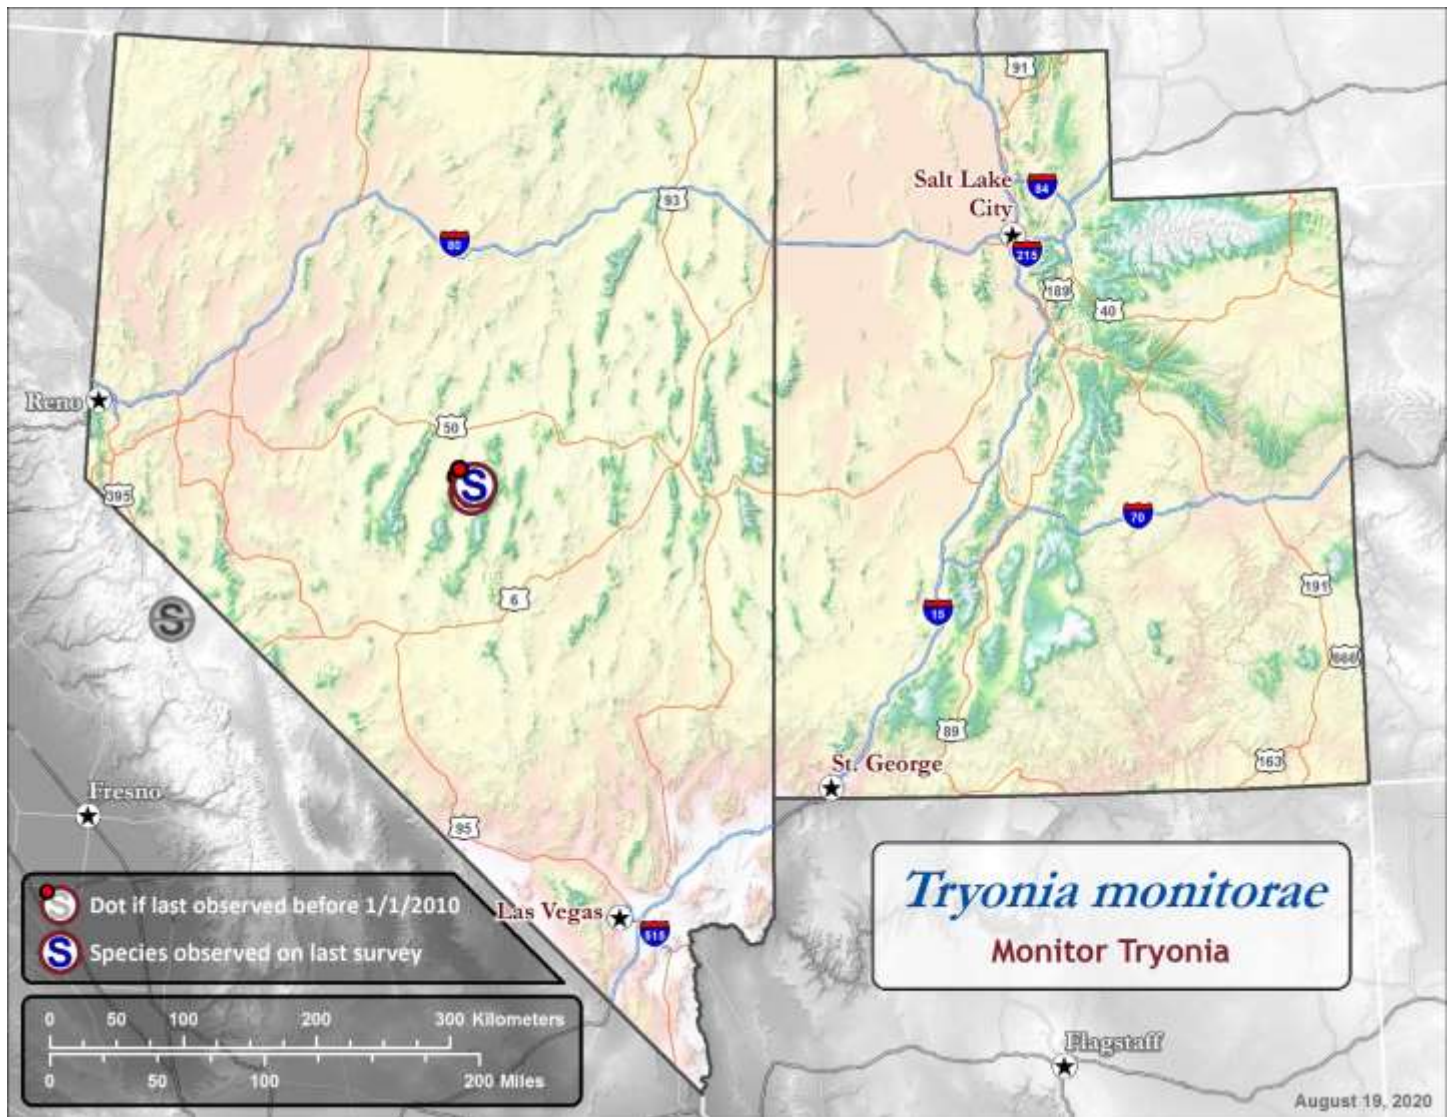 91
Salt Lake
City
84
93
80
215
189
40
Reno
50
S
395
70
6
191
S
15
666
89
163
St. George
Fresno
95
Dot if last observed before 1/1/2010
S
Las Vegas
515
S
Species observed on last survey
Tryonia monitorae
Monitor Tryonia
0 50 100 200 300 Kilometers
0 50 100 200 Miles
Flagstaff
August 19, 2020